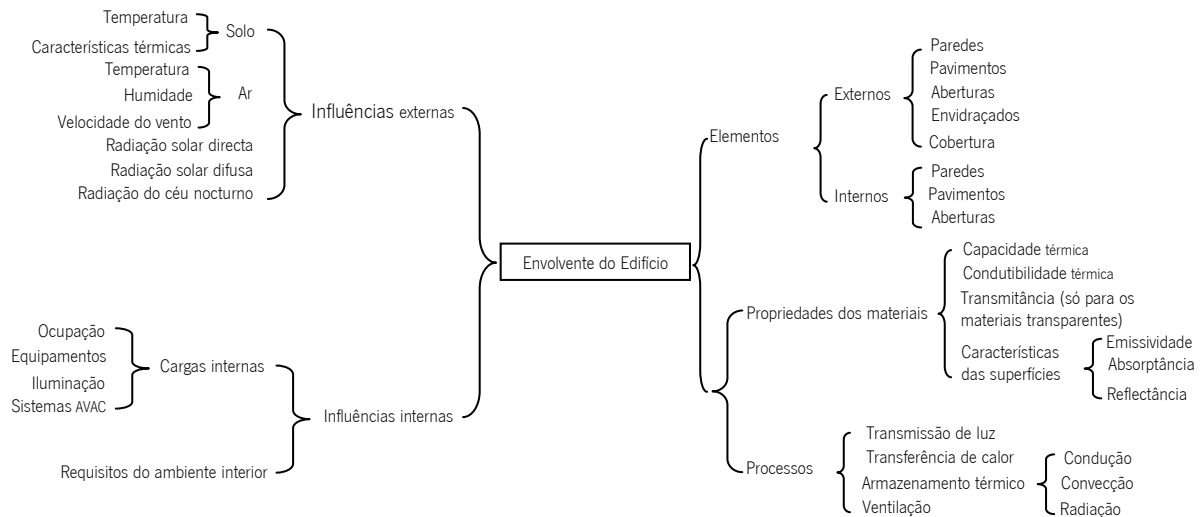 Temperatura
Características térmicas
Solo
Temperatura
Humidade
Velocidade do vento
Ar
Radiação solar directa
Radiação solar difusa
Radiação do céu nocturno
Influências externas
Ocupação
Equipamentos
Iluminação
Sistemas AVAC
Cargas internas
Requisitos do ambiente interior
Influências internas
Envolvente do Edifício
Elementos
Externos
Paredes
Pavimentos
Aberturas
Envidraçados
Cobertura
Internos
Paredes
Pavimentos
Aberturas
Propriedades dos materiais
Capacidade térmica
Condutibilidade térmica
Transmitância (só para os
materiais transparentes)
Características
das superfícies
Emissividade
Absorptância
Reflectância
Processos
Transmissão de luz
Transferência de calor
Armazenamento térmico
Ventilação
Condução
Convecção
Radiação